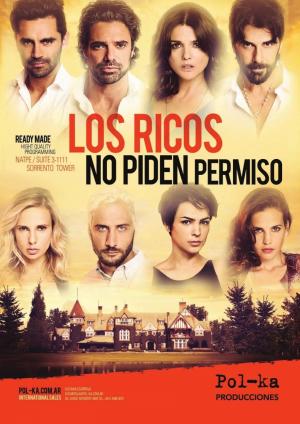 READY MADE
HIGHT QUALITY
PROGRAMMING
NATPE / SUITE 3-1111
SORRENTO TOWER
LOS RICOS
NO PIDEN PERMISO
POL-KA.COM.AR
INTERNATIONAL SALES
Pol-ka
PRODUCCIONES